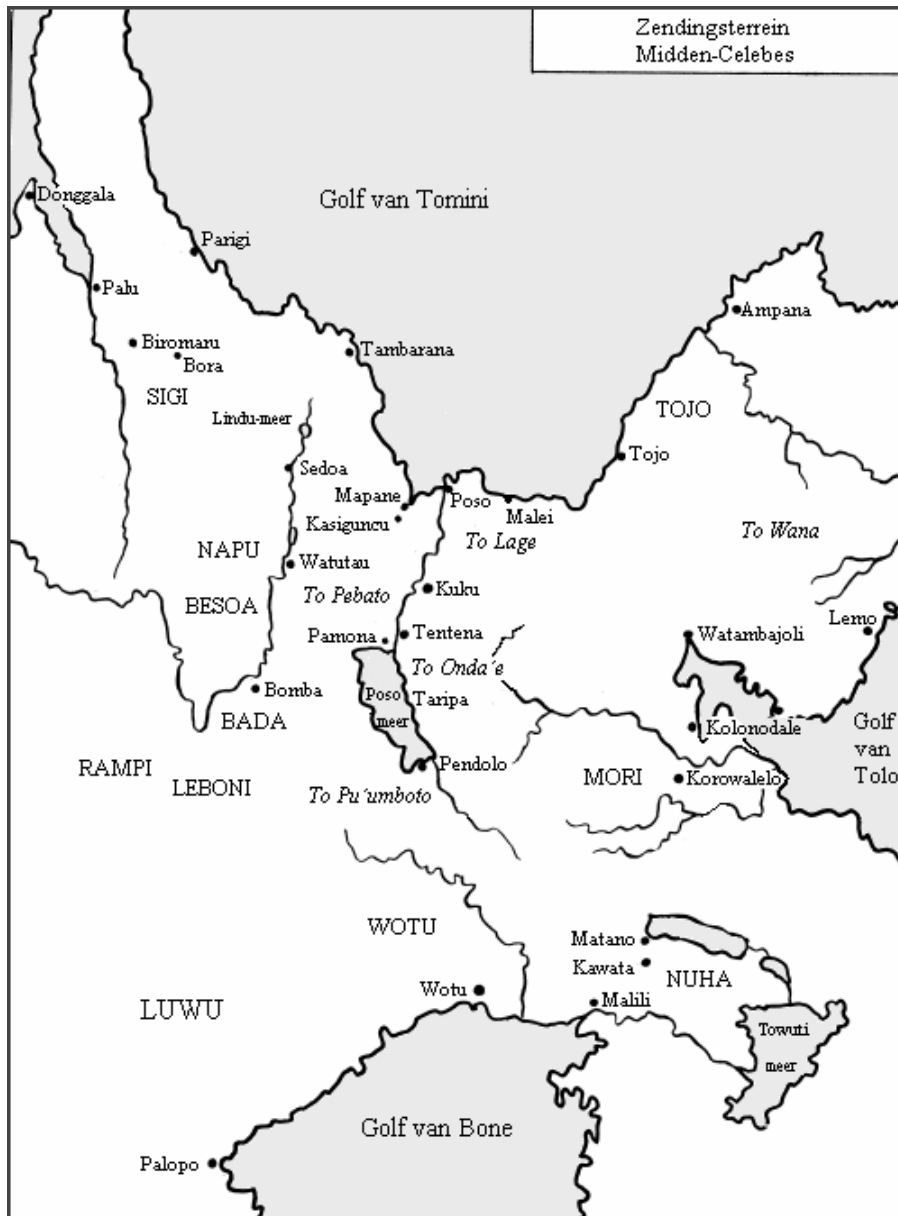 Zendingsterrein
Midden-Celebes
Donggala
Golf van Tomini
Parigi
Palu
Ampana
Biromaru
Tambarana
Bora
SIGI
TOJO
Lindu-meer
Tojo
Sedoa
Mapane
Poso
Malei
Kasiguncu
To Lage
To Wana
NAPU
Watutau
To Pebato
Kuku
BESOA
Lemo
Pamona
Tentena
Watambajoli
To Onda´e
Bomba
Poso
meer
Taripa
BADA
Kolonodale
Golf
van
Tolo
RAMPI
LEBONI
Pendolo
MORI
Korowalelo
To Pu´umboto
WOTU
Matano
Kawata
NUHA
Wotu
Malili
LUWU
Towuti
meer
Golf van Bone
Palopo